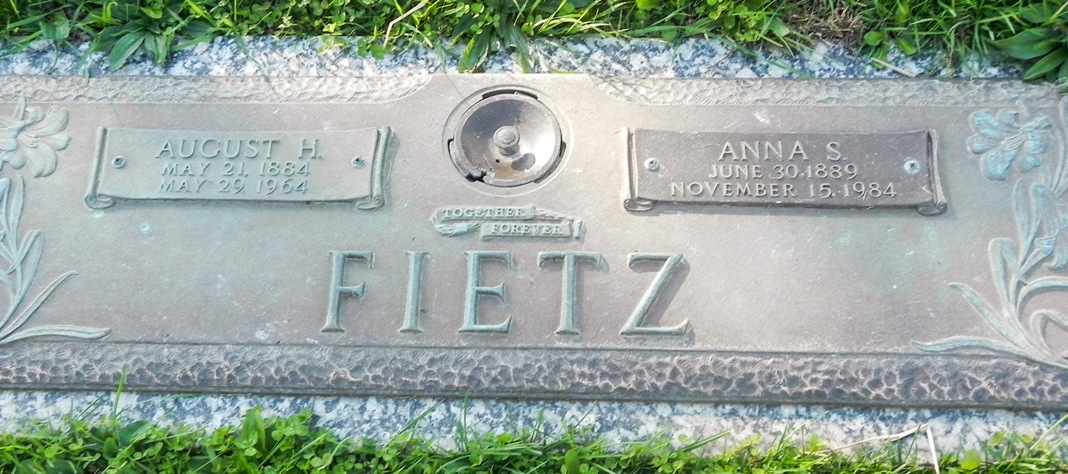 AUGUST H.
MAY 21, 1884
MAY 29 1964
ANNA S.
JUNE 30·1889
NOVEMBER 15·1984
TOGETHER
FOREVER
FIETZ